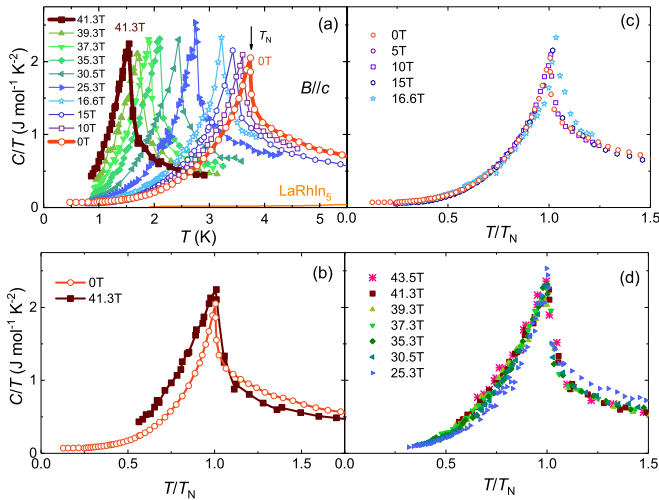 (a)
41.3T
39.3T
37.3T
35.3T
30.5T
25.3T
16.6T
15T
10T
0T
41.3T
T_N
0T
B//c
LaRhIn₅
C/T (J mol⁻¹ K⁻²)
0
1
2
0
1
2
3
4
5.0
T (K)
(c)
0T
5T
10T
15T
16.6T
0.5
1.0
1.5
T/T_N
(b)
0T
41.3T
C/T (J mol⁻¹ K⁻²)
0
1
2
0.0
0.5
1.0
T/T_N
(d)
43.5T
41.3T
39.3T
37.3T
35.3T
30.5T
25.3T
0.5
1.0
1.5
T/T_N